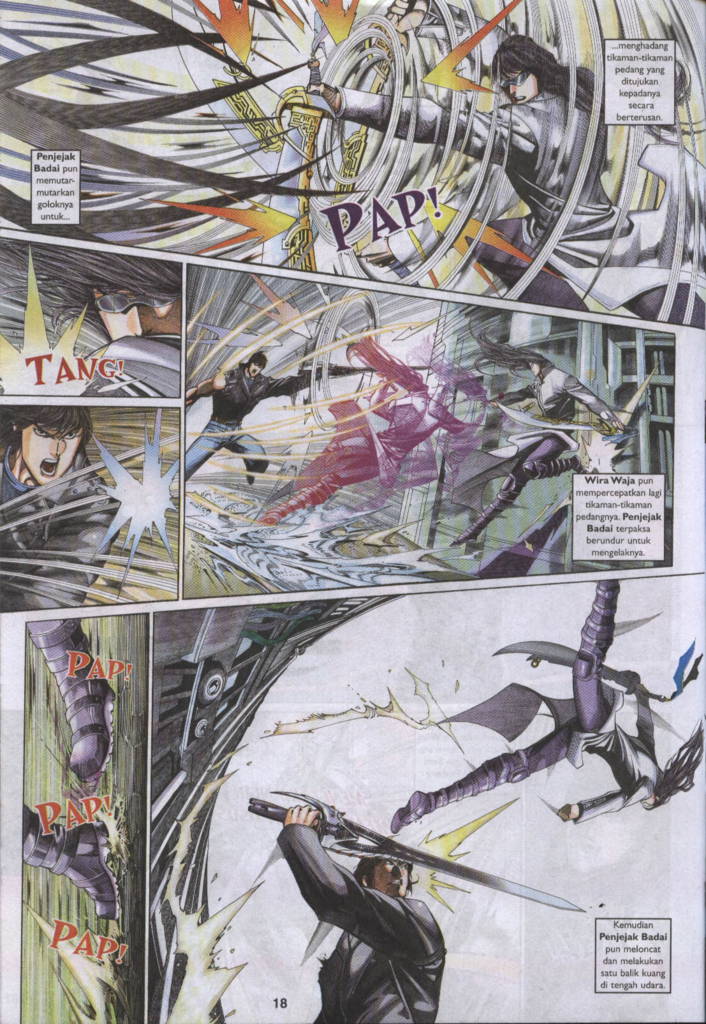 ...menghadang
tikaman-tikaman
pedang yang
ditujukan
kepadanya
secara
berterusan.
Penjejak
Badai pun
memutar-
mutarkan
goloknya
untuk...
PAP!
TANG!
Wira Waja pun
mempercepatkan lagi
tikaman-tikaman
pedangnya. Penjejak
Badai terpaksa
berundur untuk
mengelaknya.
PAP!
PAP!
PAP!
Kemudian
Penjejak Badai
pun meloncat
dan melakukan
satu balik kuang
di tengah udara.
18